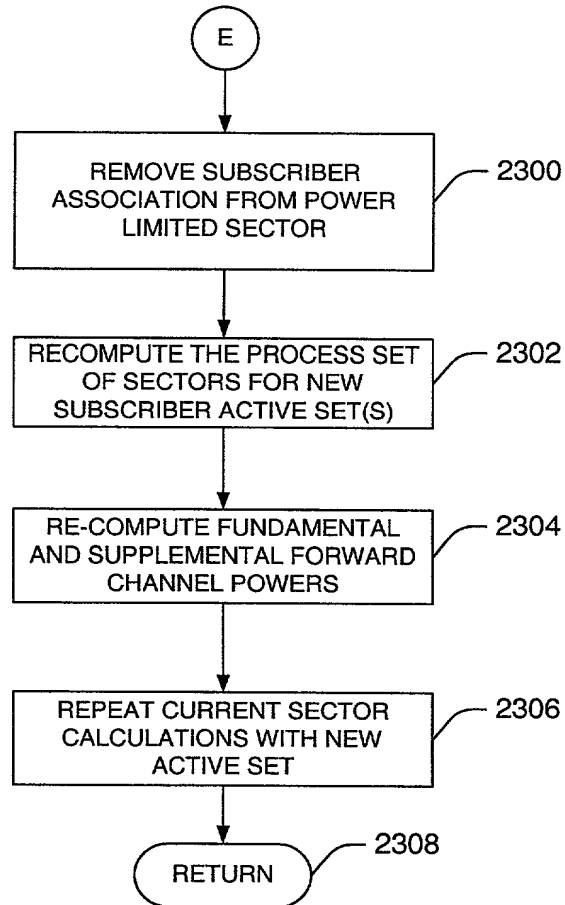 E
REMOVE SUBSCRIBER
ASSOCIATION FROM POWER
LIMITED SECTOR
2300
RECOMPUTE THE PROCESS SET
OF SECTORS FOR NEW
SUBSCRIBER ACTIVE SET(S)
2302
RE-COMPUTE FUNDAMENTAL
AND SUPPLEMENTAL FORWARD
CHANNEL POWERS
2304
REPEAT CURRENT SECTOR
CALCULATIONS WITH NEW
ACTIVE SET
2306
RETURN
2308